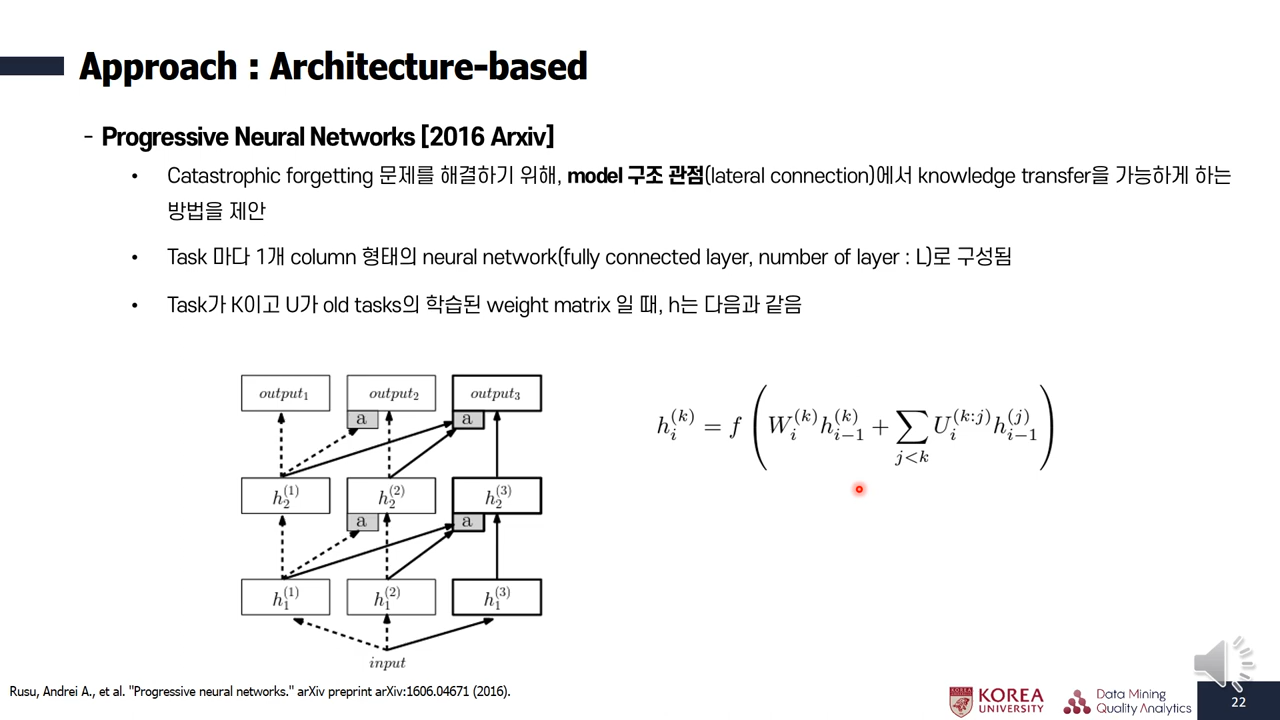 Approach : Architecture-based
- Progressive Neural Networks [2016 Arxiv]
• Catastrophic forgetting 문제를 해결하기 위해, model 구조 관점(lateral connection)에서 knowledge transfer을 가능하게 하는
방법을 제안
• Task 마다 1개 column 형태의 neural network(fully connected layer, number of layer : L)로 구성됨
• Task가 K이고 U가 old tasks의 학습된 weight matrix 일 때, h는 다음과 같음
output₁ output₂ output₃
a a
h₂^(1) h₂^(2) h₂^(3)
a a
h₁^(1) h₁^(2) h₁^(3)
input
h_i^(k) = f ( W_i^(k) h_{i-1}^(k) + ∑_{j<k} U_i^(k:j) h_{i-1}^(j) )
Rusu, Andrei A., et al. "Progressive neural networks." arXiv preprint arXiv:1606.04671 (2016).
KOREA
UNIVERSITY
Data Mining
Quality Analytics
22